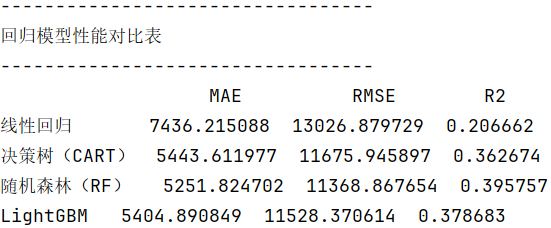 ---------------------------------
回归模型性能对比表
---------------------------------
MAE RMSE R2
线性回归 7436.215088 13026.879729 0.206662
决策树（CART） 5443.611977 11675.945897 0.362674
随机森林（RF） 5251.824702 11368.867654 0.395757
LightGBM 5404.890849 11528.370614 0.378683